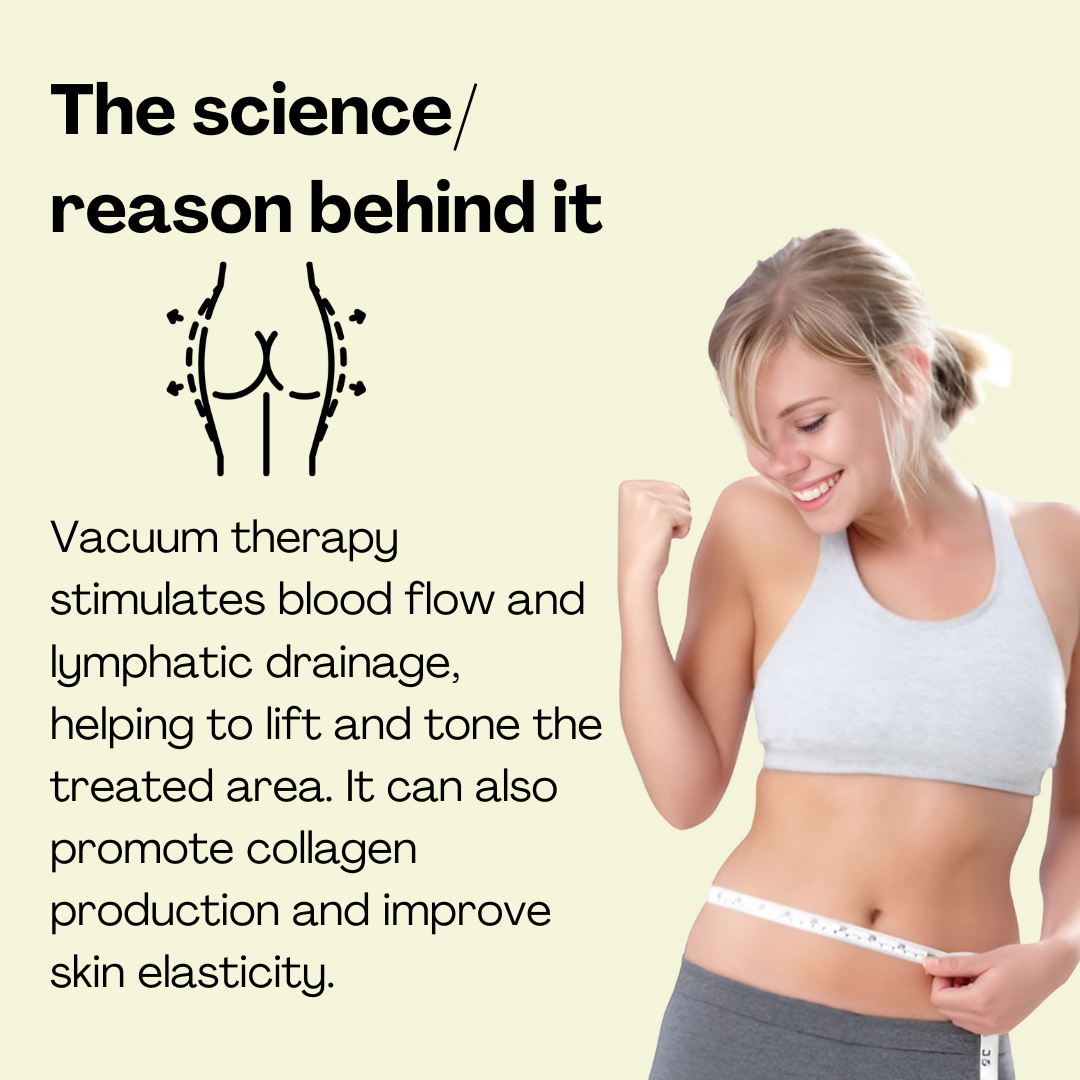 The science/
reason behind it
Vacuum therapy
stimulates blood flow and
lymphatic drainage,
helping to lift and tone the
treated area. It can also
promote collagen
production and improve
skin elasticity.